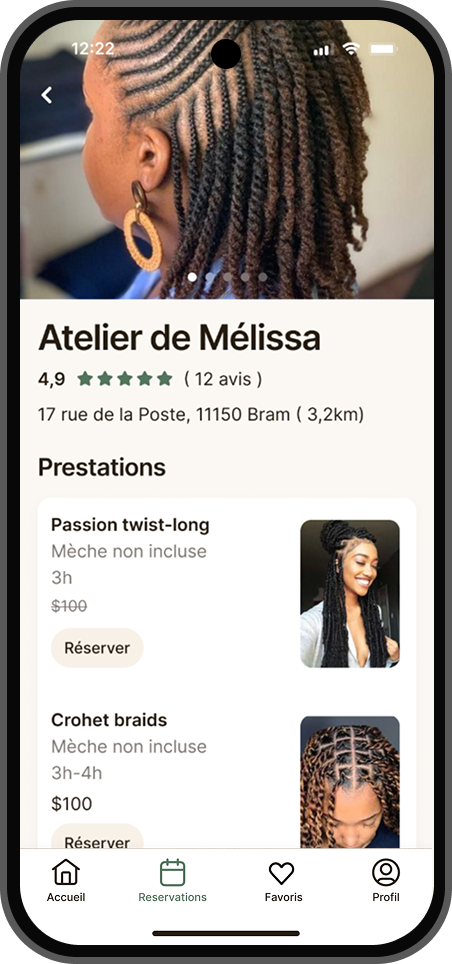 12:22
Atelier de Mélissa
4,9 ( 12 avis )
17 rue de la Poste, 11150 Bram ( 3,2km)
Prestations
Passion twist-long
Mèche non incluse
3h
$100
Réserver
Crohet braids
Mèche non incluse
3h-4h
$100
Réserver
Accueil
Reservations
Favoris
Profil